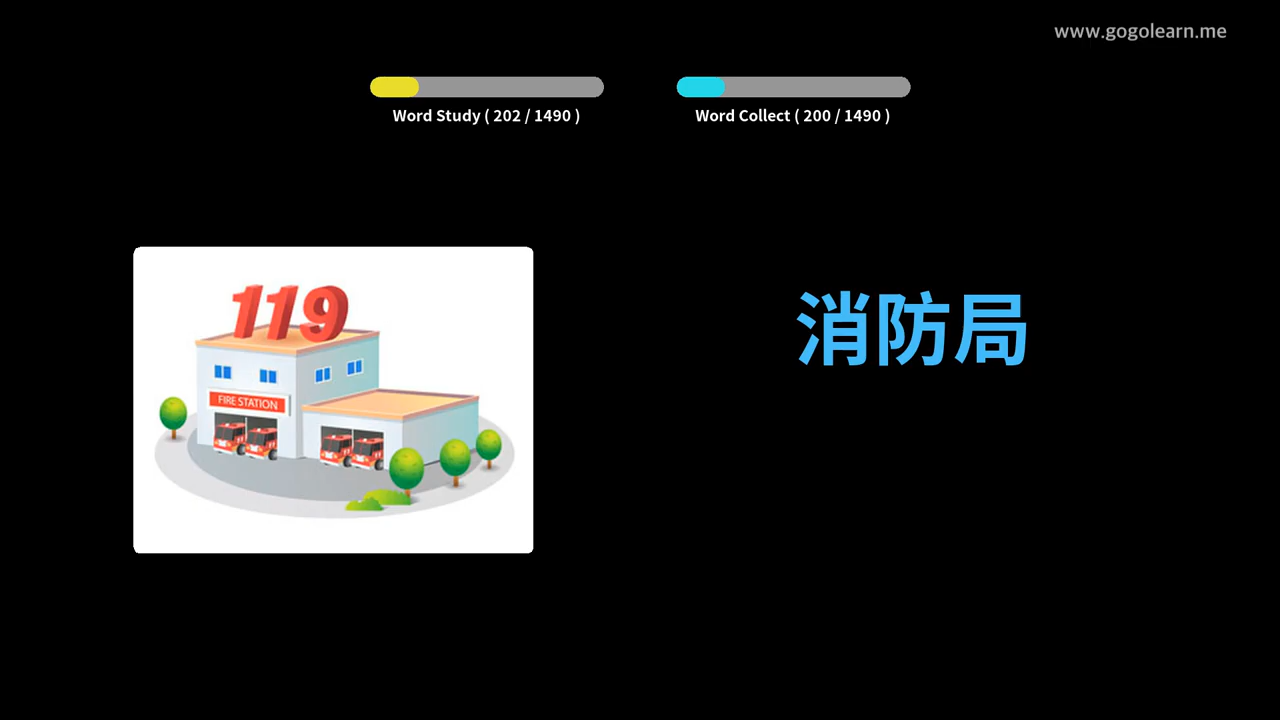 www.gogolearn.me
Word Study ( 202 / 1490 )
Word Collect ( 200 / 1490 )
119
FIRE STATION
消防局